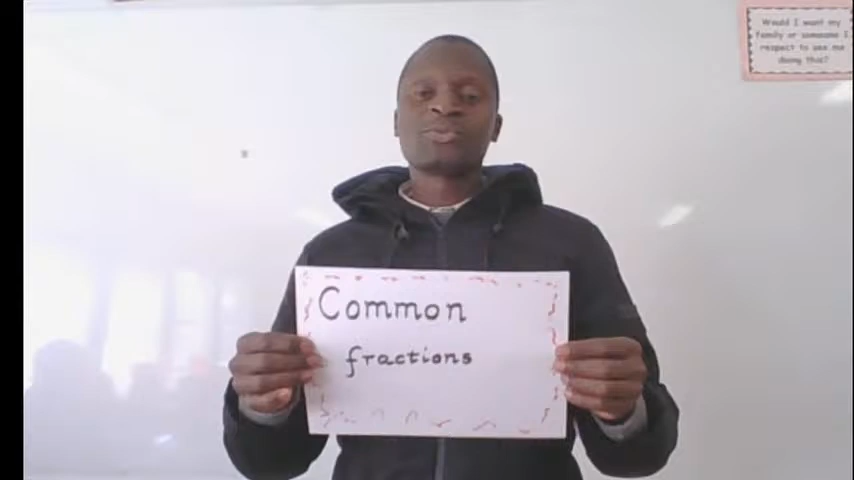 Would I want my
family or someone I
respect to see me
doing this?
Common
fractions